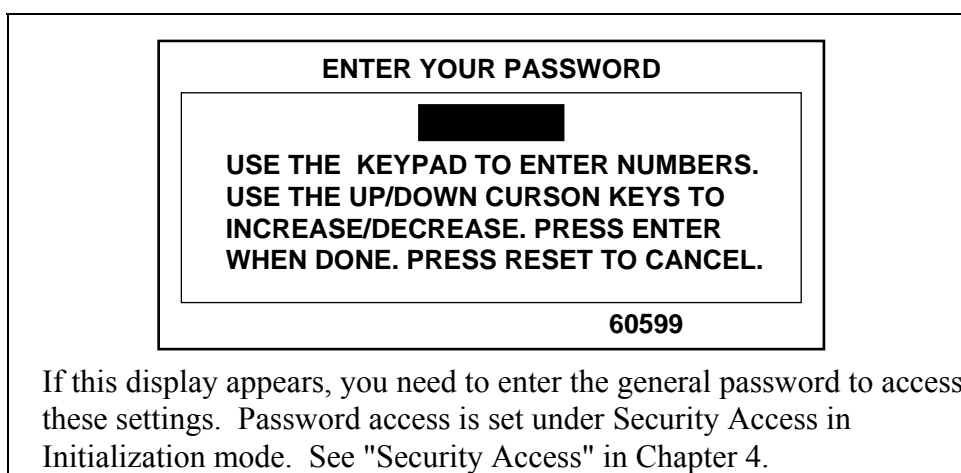 ENTER YOUR PASSWORD
USE THE KEYPAD TO ENTER NUMBERS.
USE THE UP/DOWN CURSON KEYS TO
INCREASE/DECREASE. PRESS ENTER
WHEN DONE. PRESS RESET TO CANCEL.
60599
If this display appears, you need to enter the general password to access
these settings. Password access is set under Security Access in
Initialization mode. See "Security Access" in Chapter 4.